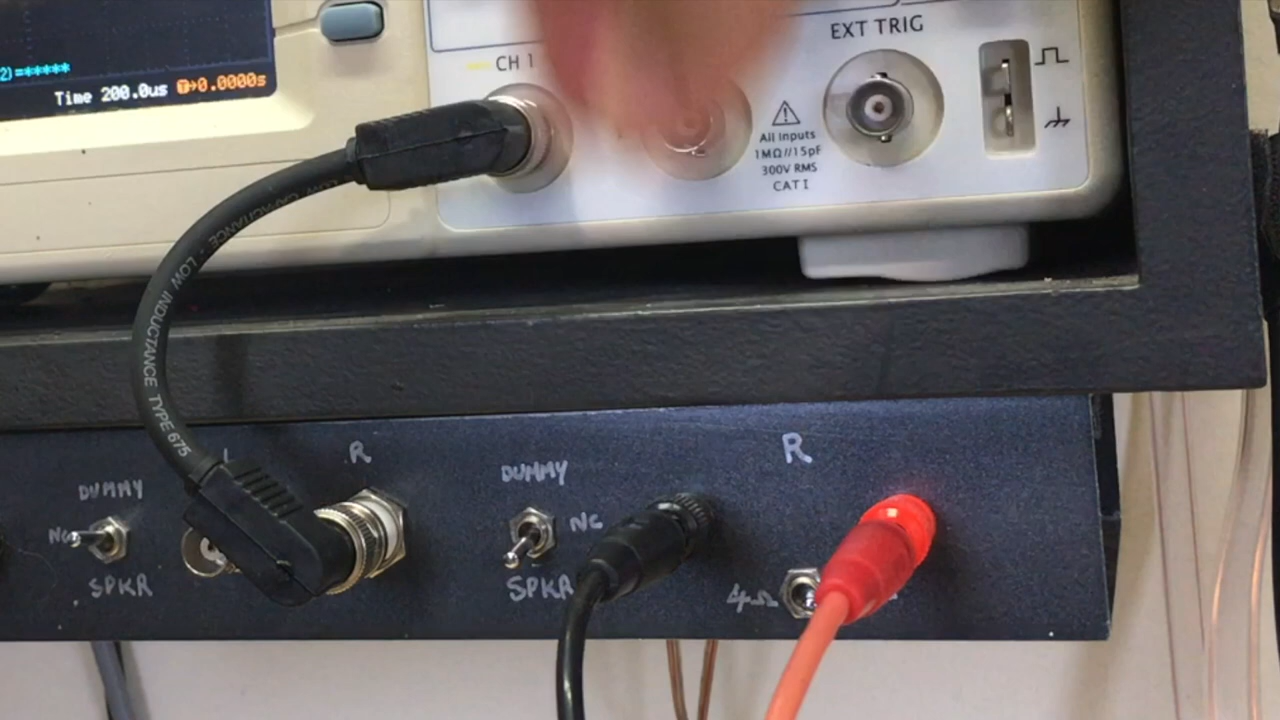 2)=*****
Time 200.0us T→0.0000s
CH 1
EXT TRIG
All Inputs
1MΩ//15pF
300V RMS
CAT I
LOW CAPACITANCE · LOW INDUCTANCE TYPE 675
R
DUMMY
NC
SPKR
DUMMY
NC
SPKR
R
4Ω